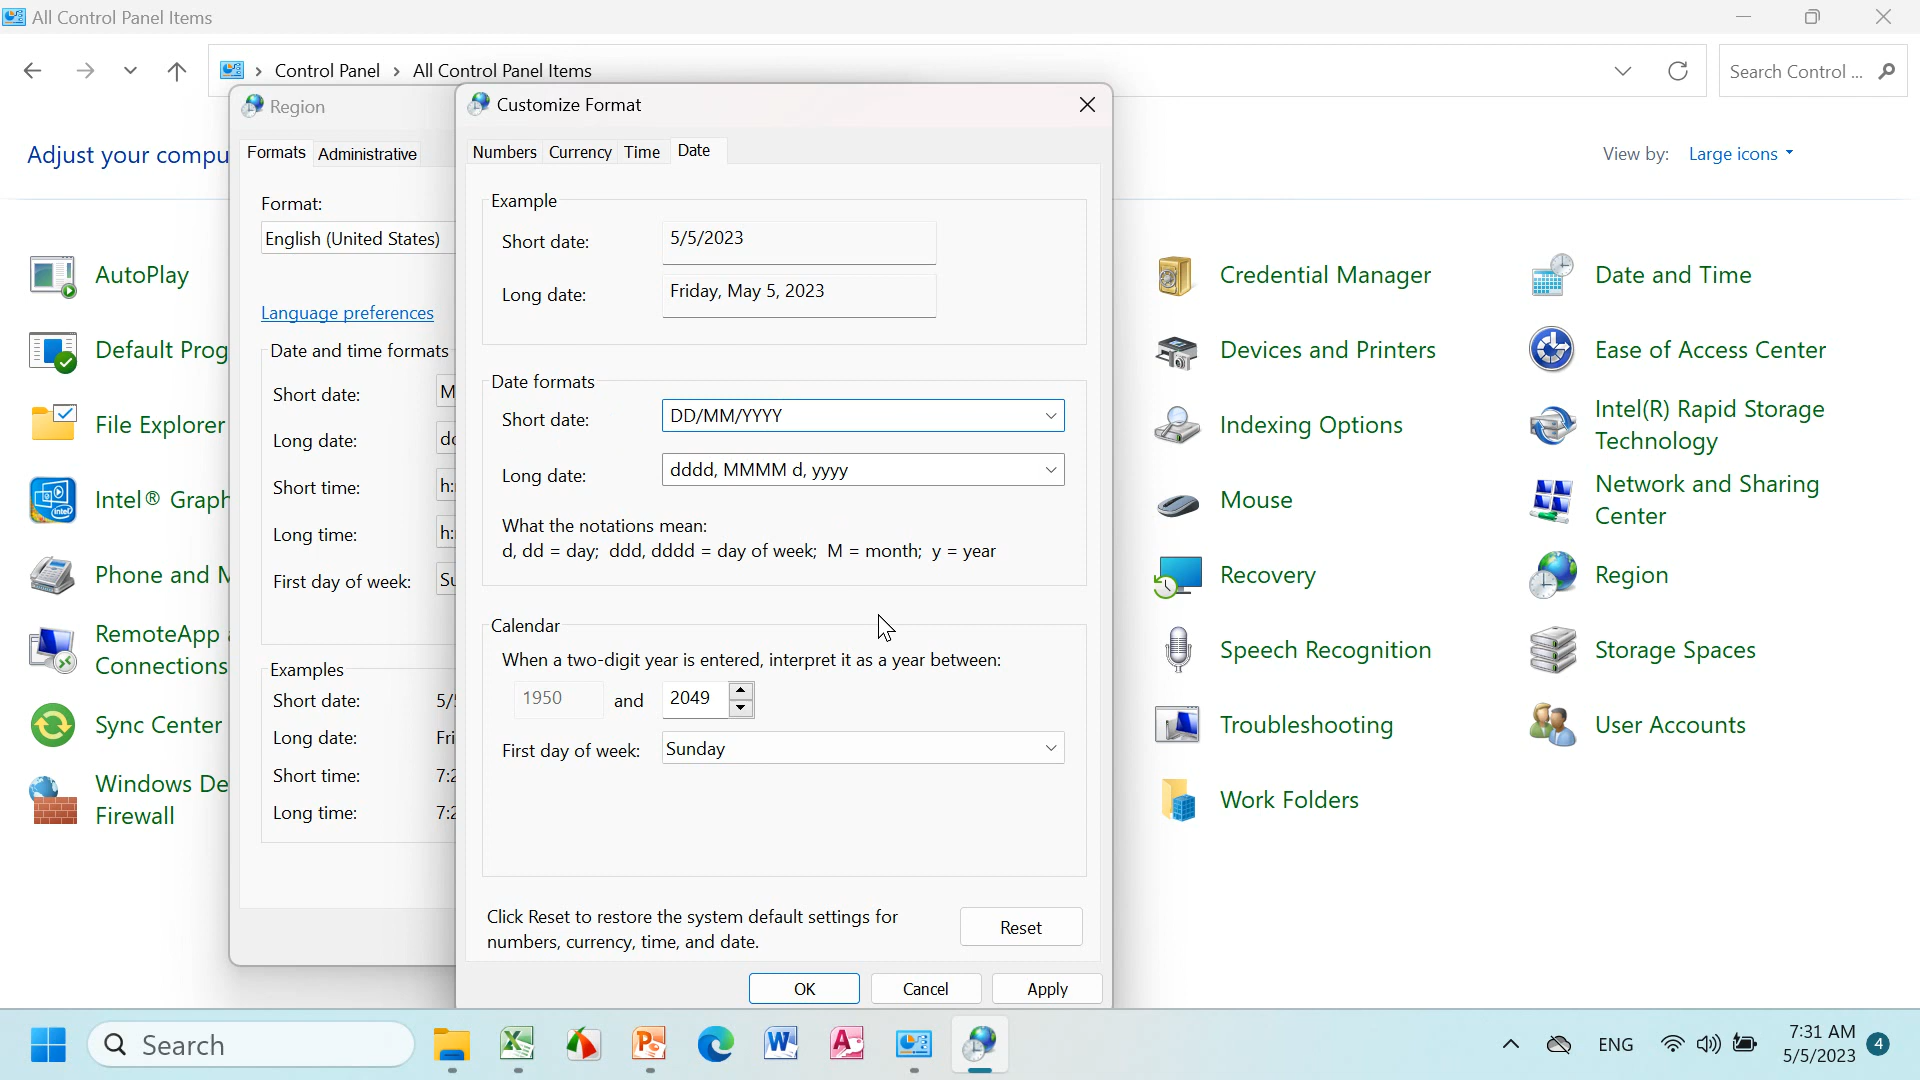 All Control Panel Items
Control Panel > All Control Panel Items
Search Control ...
Region
Customize Format
Adjust your compu
View by: Large icons
Formats Administrative
Numbers Currency Time Date
Format:
English (United States)
Language preferences
Date and time formats
Short date: M
Long date: dd
Short time: h:
Long time: h:
First day of week: Su
Examples
Short date: 5/
Long date: Fri
Short time: 7:2
Long time: 7:2
Example
Short date: 5/5/2023
Long date: Friday, May 5, 2023
Date formats
Short date: DD/MM/YYYY
Long date: dddd, MMMM d, yyyy
What the notations mean:
d, dd = day; ddd, dddd = day of week; M = month; y = year
Calendar
When a two-digit year is entered, interpret it as a year between:
1950 and 2049
First day of week: Sunday
Click Reset to restore the system default settings for
numbers, currency, time, and date.
Reset
OK Cancel Apply
AutoPlay
Default Prog
File Explorer
Intel® Graph
Phone and M
RemoteApp
Connections
Sync Center
Windows De
Firewall
Credential Manager
Devices and Printers
Indexing Options
Mouse
Recovery
Speech Recognition
Troubleshooting
Work Folders
Date and Time
Ease of Access Center
Intel(R) Rapid Storage
Technology
Network and Sharing
Center
Region
Storage Spaces
User Accounts
Search
ENG
7:31 AM
5/5/2023
4